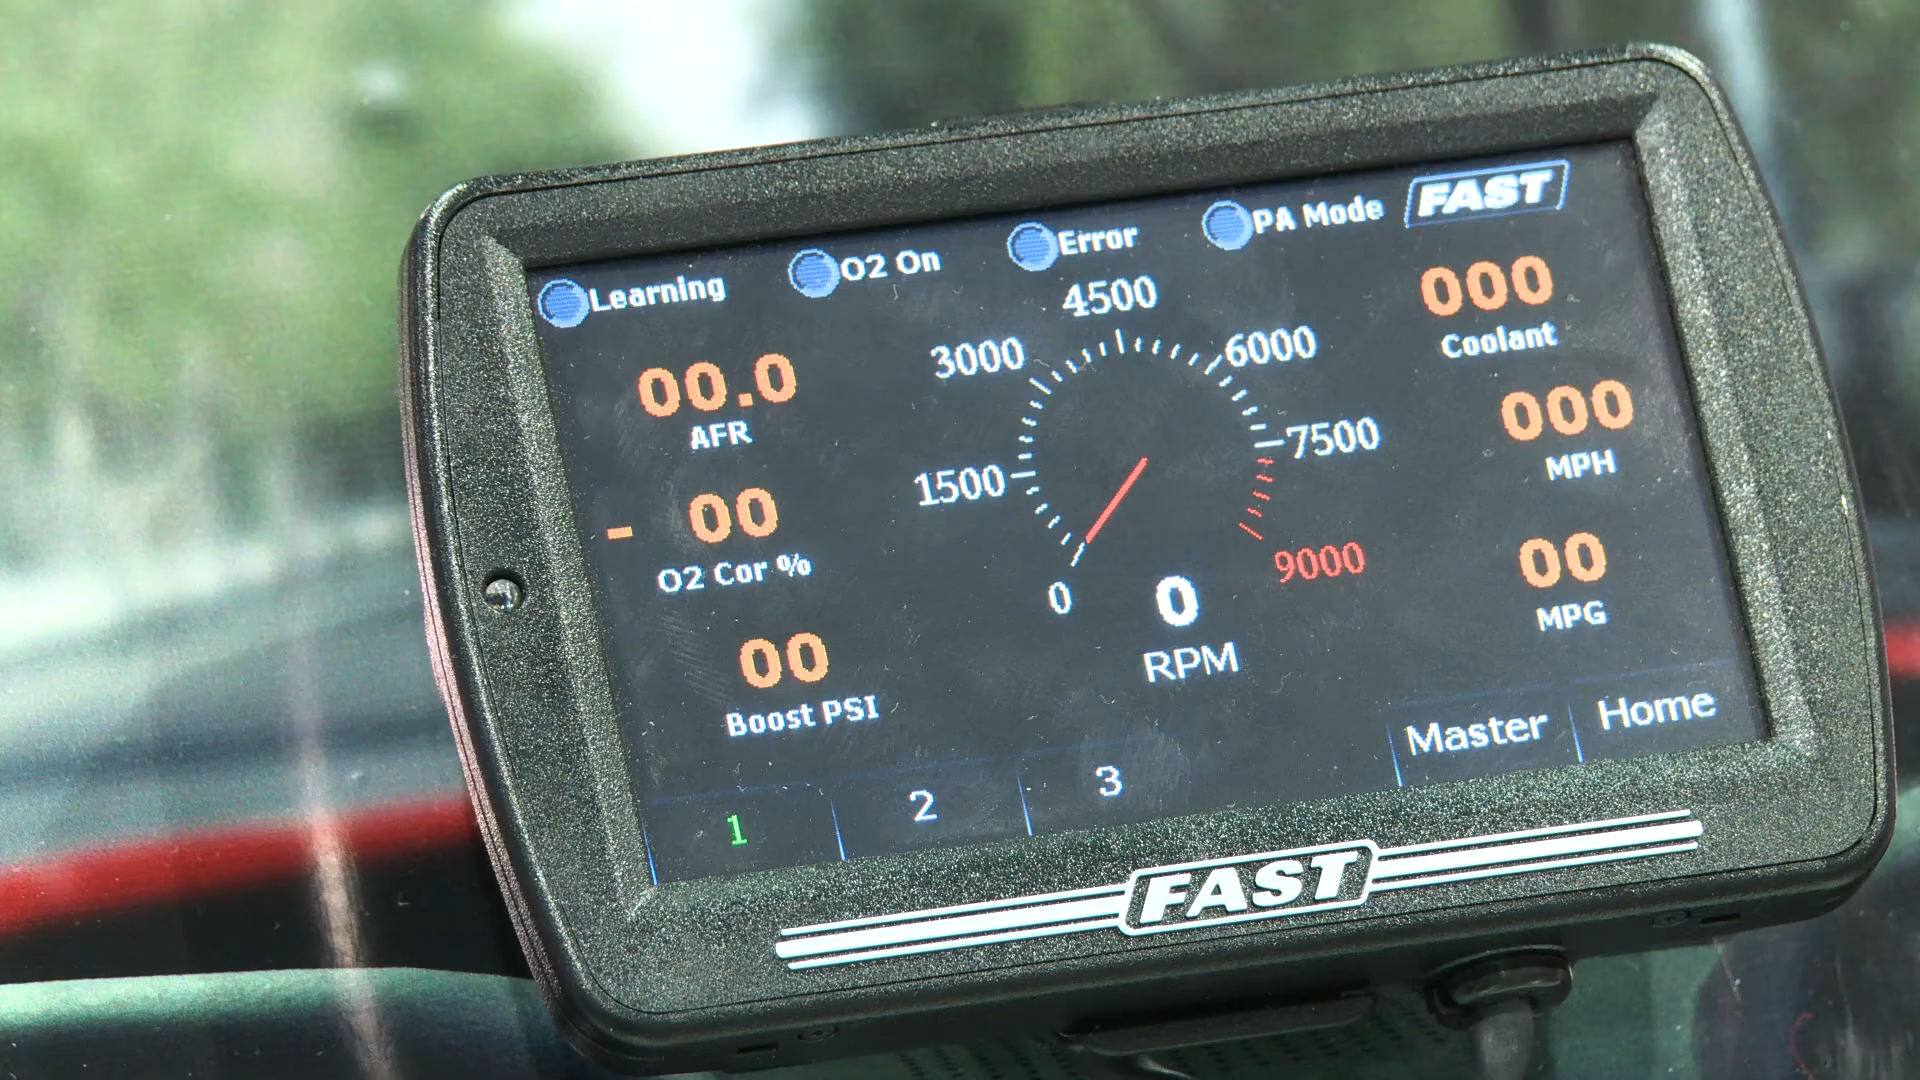 Learning
O2 On
Error
PA Mode
FAST
00.0
AFR
- 00
O2 Cor %
00
Boost PSI
0
1500
3000
4500
6000
7500
9000
0
RPM
000
Coolant
000
MPH
00
MPG
1
2
3
Master
Home
FAST